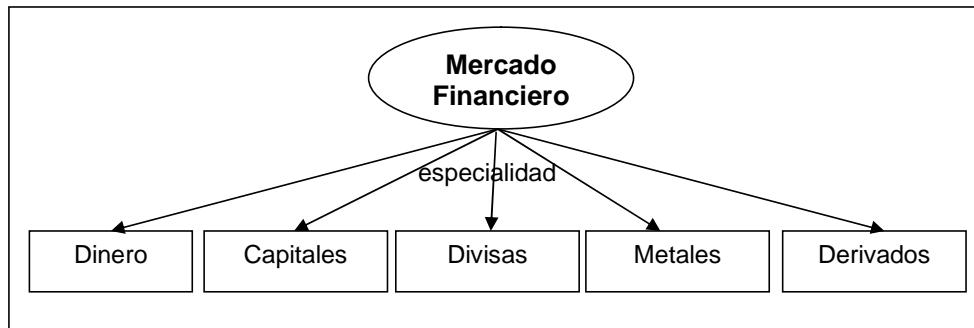 Mercado
Financiero
especialidad
Dinero
Capitales
Divisas
Metales
Derivados